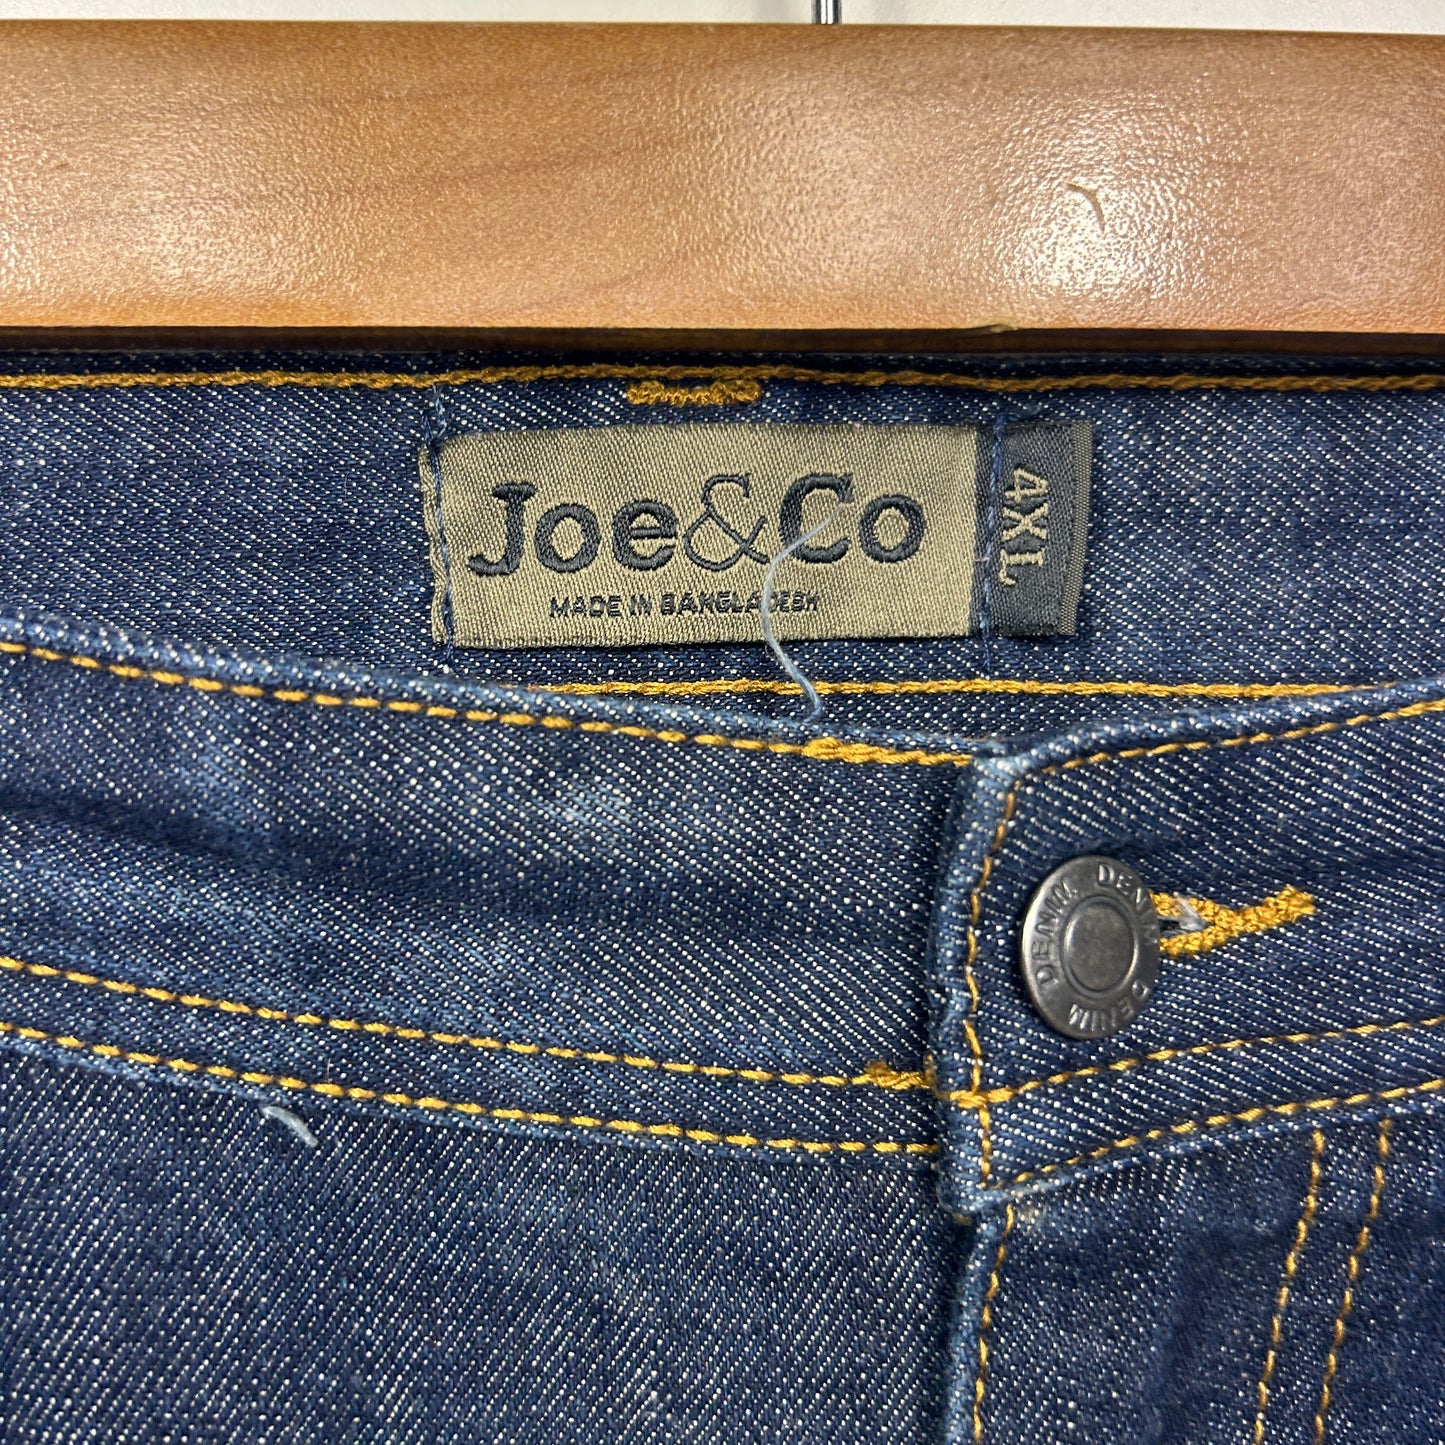 Joe&Co
MADE IN BANGLADESH
4XL
DENIM DENIM DENIM